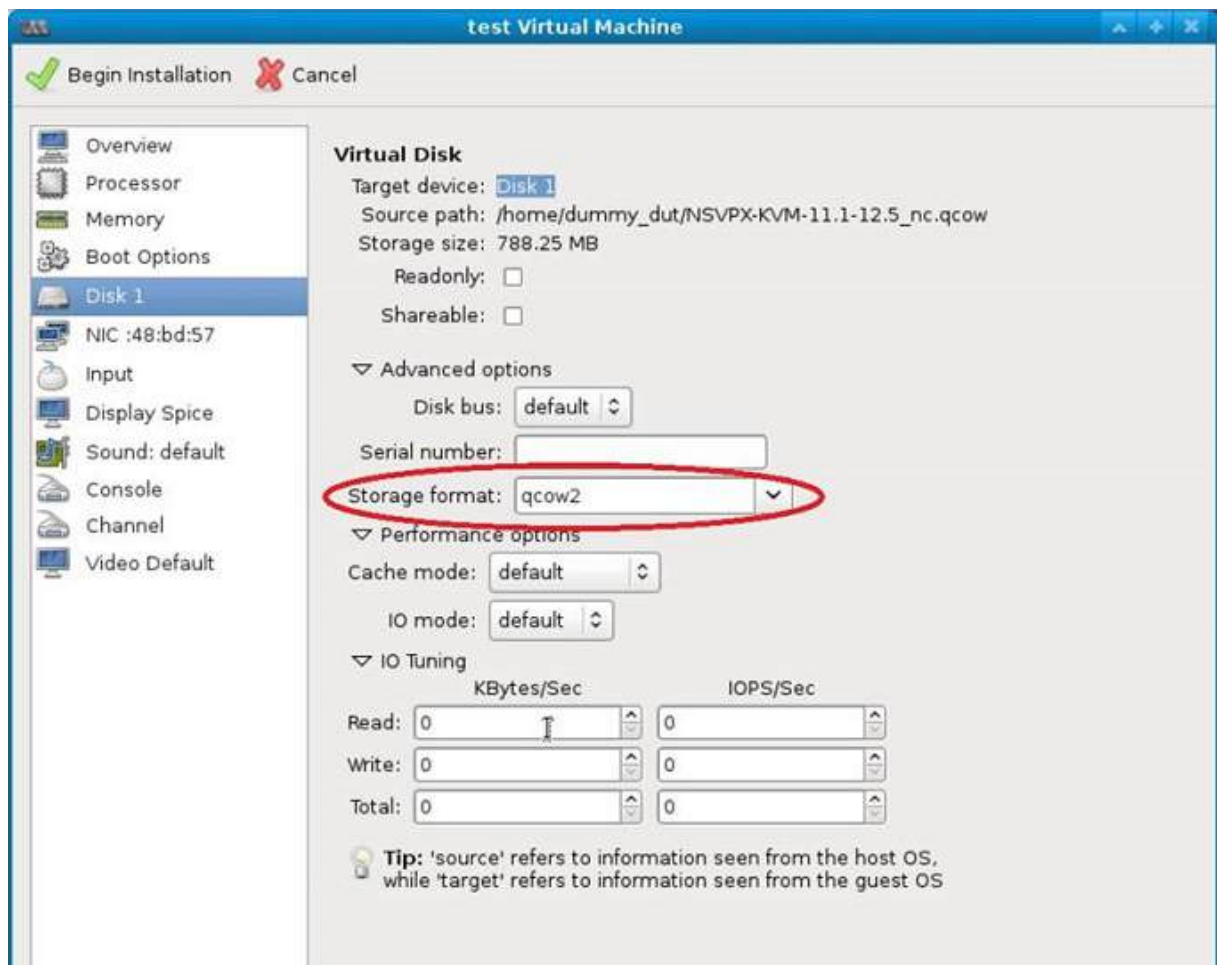 test Virtual Machine
Begin Installation Cancel
Overview
Processor
Memory
Boot Options
Disk 1
NIC :48:bd:57
Input
Display Spice
Sound: default
Console
Channel
Video Default
Virtual Disk
Target device: Disk 1
Source path: /home/dummy_dut/NSVPX-KVM-11.1-12.5_nc.qcow
Storage size: 788.25 MB
Readonly:
Shareable:
Advanced options
Disk bus: default
Serial number:
Storage format: qcow2
Performance options
Cache mode: default
IO mode: default
IO Tuning
KBytes/Sec IOPS/Sec
Read: 0 0
Write: 0 0
Total: 0 0
Tip: 'source' refers to information seen from the host OS,
while 'target' refers to information seen from the guest OS